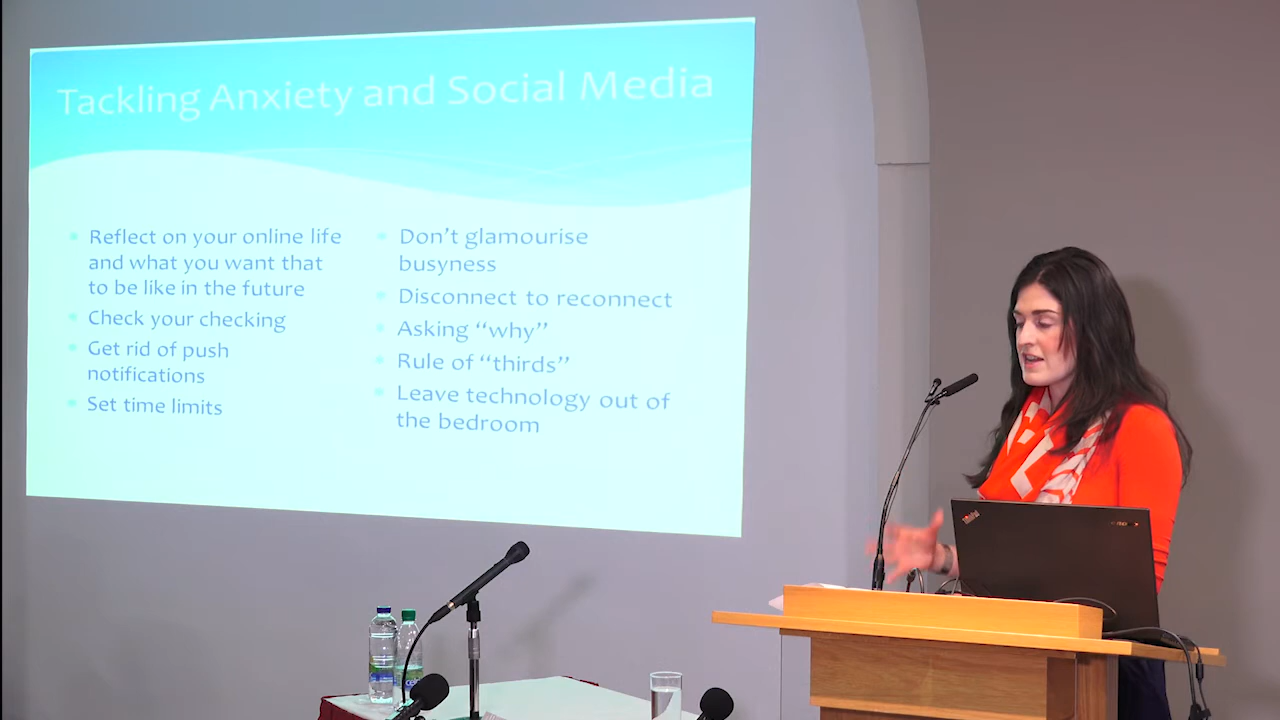 Tackling Anxiety and Social Media
Reflect on your online life
and what you want that
to be like in the future
Check your checking
Get rid of push
notifications
Set time limits
Don't glamourise
busyness
Disconnect to reconnect
Asking “why”
Rule of “thirds”
Leave technology out of
the bedroom
ThinkPad